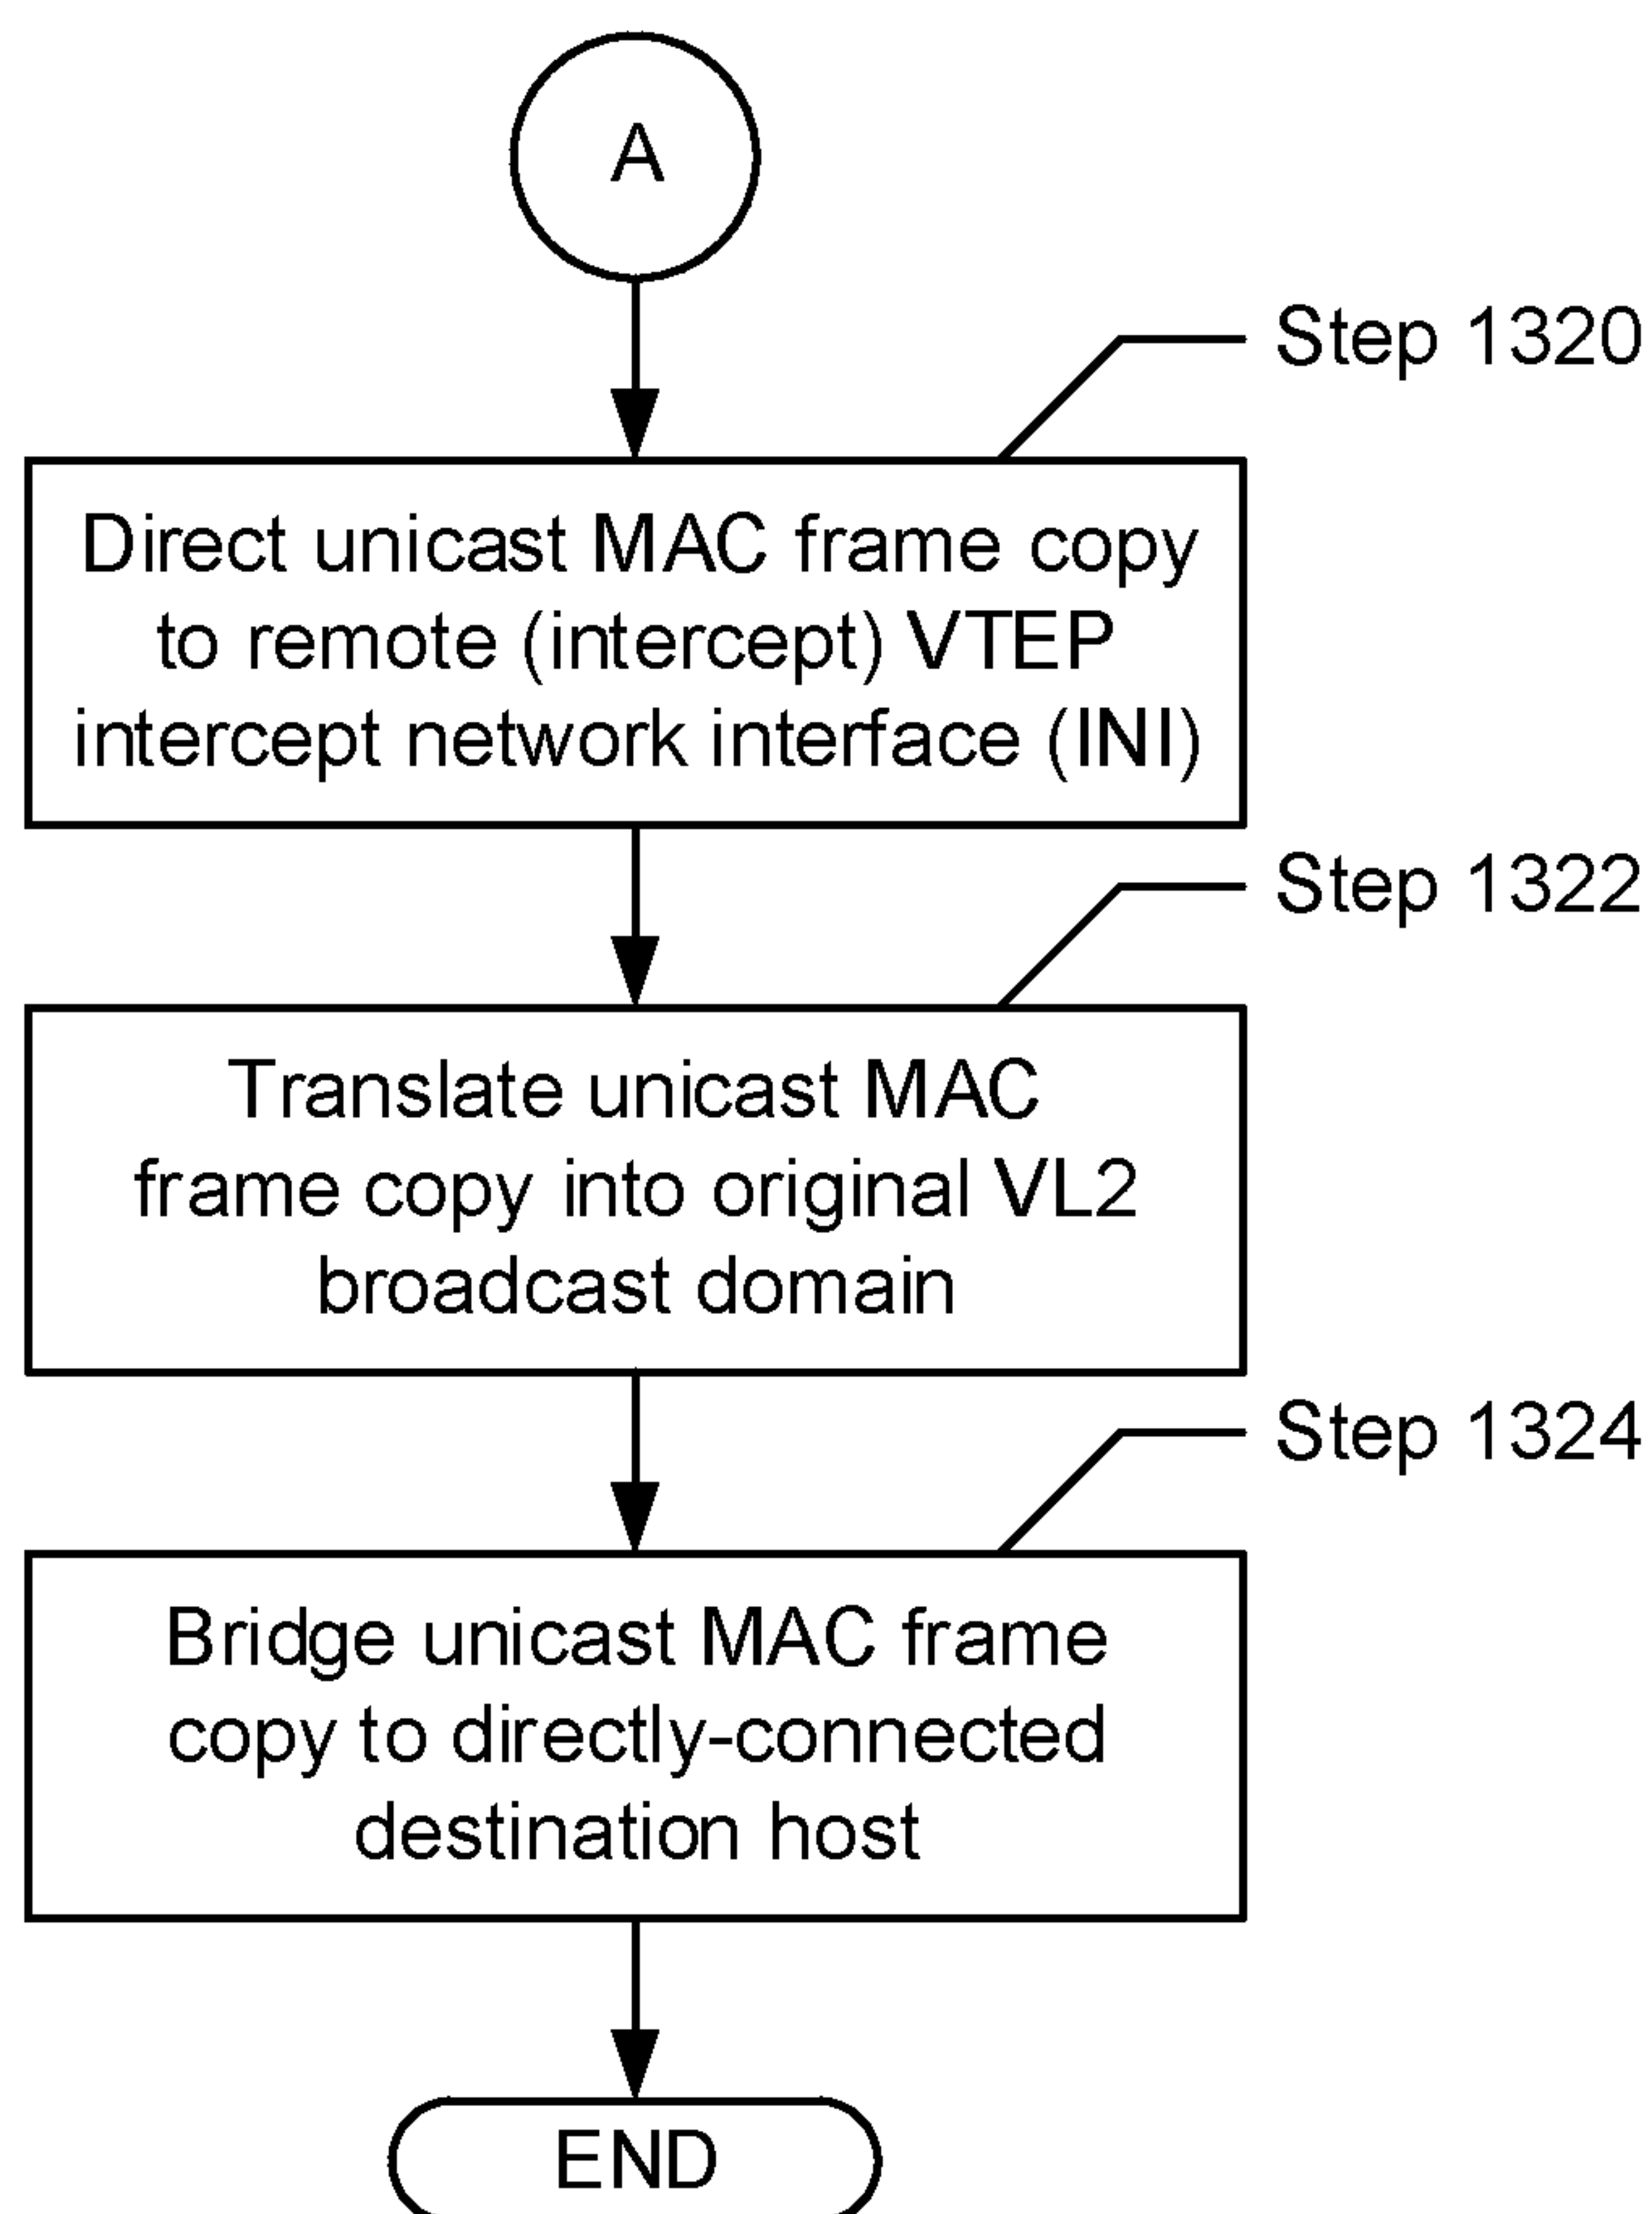 A
Step 1320
Direct unicast MAC frame copy
to remote (intercept) VTEP
intercept network interface (INI)
Step 1322
Translate unicast MAC
frame copy into original VL2
broadcast domain
Step 1324
Bridge unicast MAC frame
copy to directly-connected
destination host
END